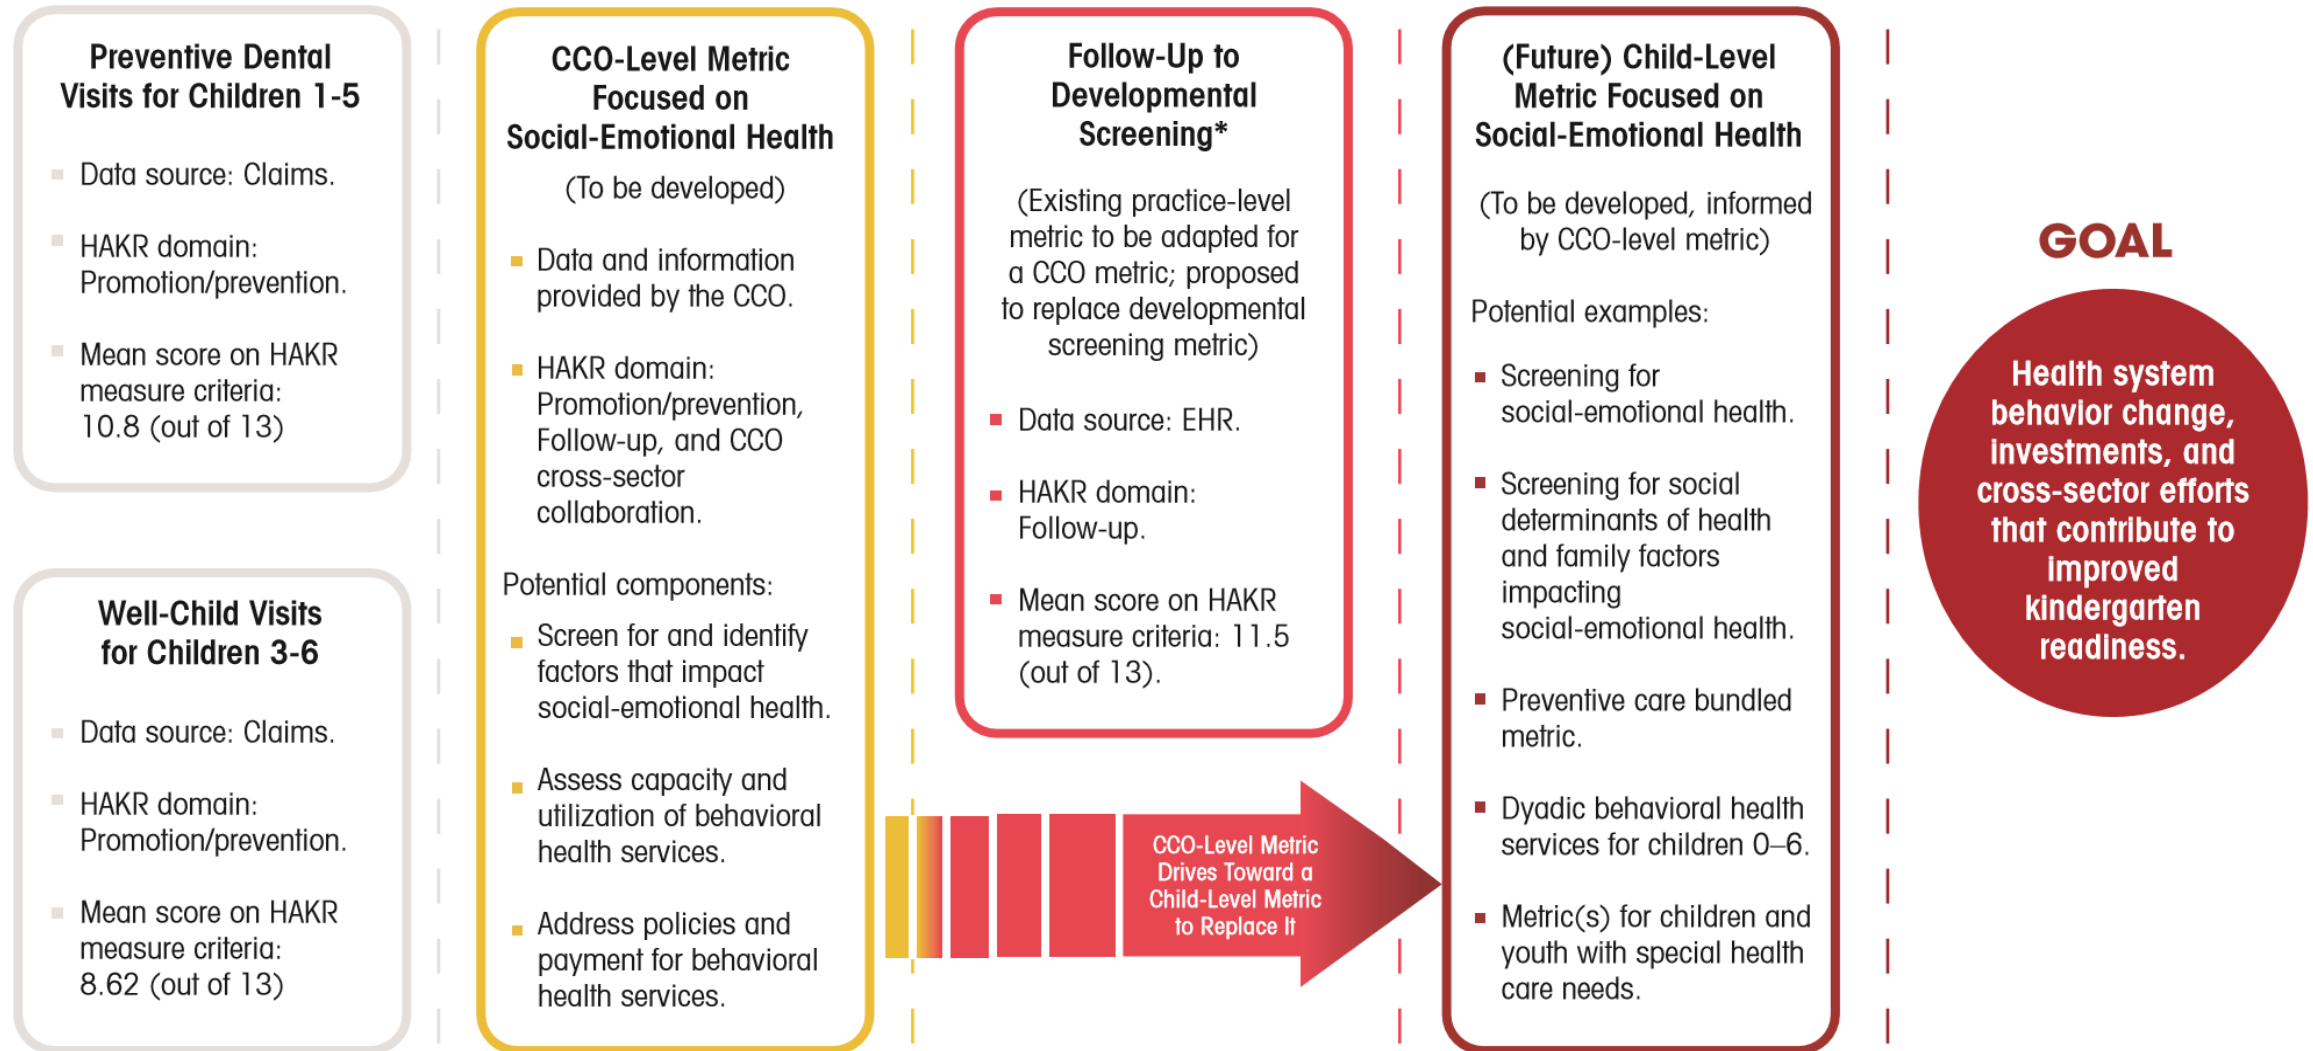 Preventive Dental
Visits for Children 1-5
Data source: Claims.
HAKR domain:
Promotion/prevention.
Mean score on HAKR
measure criteria:
10.8 (out of 13)
Well-Child Visits
for Children 3-6
Data source: Claims.
HAKR domain:
Promotion/prevention.
Mean score on HAKR
measure criteria:
8.62 (out of 13)
CCO-Level Metric
Focused on
Social-Emotional Health
(To be developed)
Data and information
provided by the CCO.
HAKR domain:
Promotion/prevention,
Follow-up, and CCO
cross-sector
collaboration.
Potential components:
Screen for and identify
factors that impact
social-emotional health.
Assess capacity and
utilization of behavioral
health services.
Address policies and
payment for behavioral
health services.
Follow-Up to
Developmental
Screening*
(Existing practice-level
metric to be adapted for
a CCO metric; proposed
to replace developmental
screening metric)
Data source: EHR.
HAKR domain:
Follow-up.
Mean score on HAKR
measure criteria: 11.5
(out of 13).
CCO-Level Metric
Drives Toward a
Child-Level Metric
to Replace It
(Future) Child-Level
Metric Focused on
Social-Emotional Health
(To be developed, informed
by CCO-level metric)
Potential examples:
Screening for
social-emotional health.
Screening for social
determinants of health
and family factors
impacting
social-emotional health.
Preventive care bundled
metric.
Dyadic behavioral health
services for children 0–6.
Metric(s) for children and
youth with special health
care needs.
GOAL
Health system
behavior change,
investments, and
cross-sector efforts
that contribute to
improved
kindergarten
readiness.